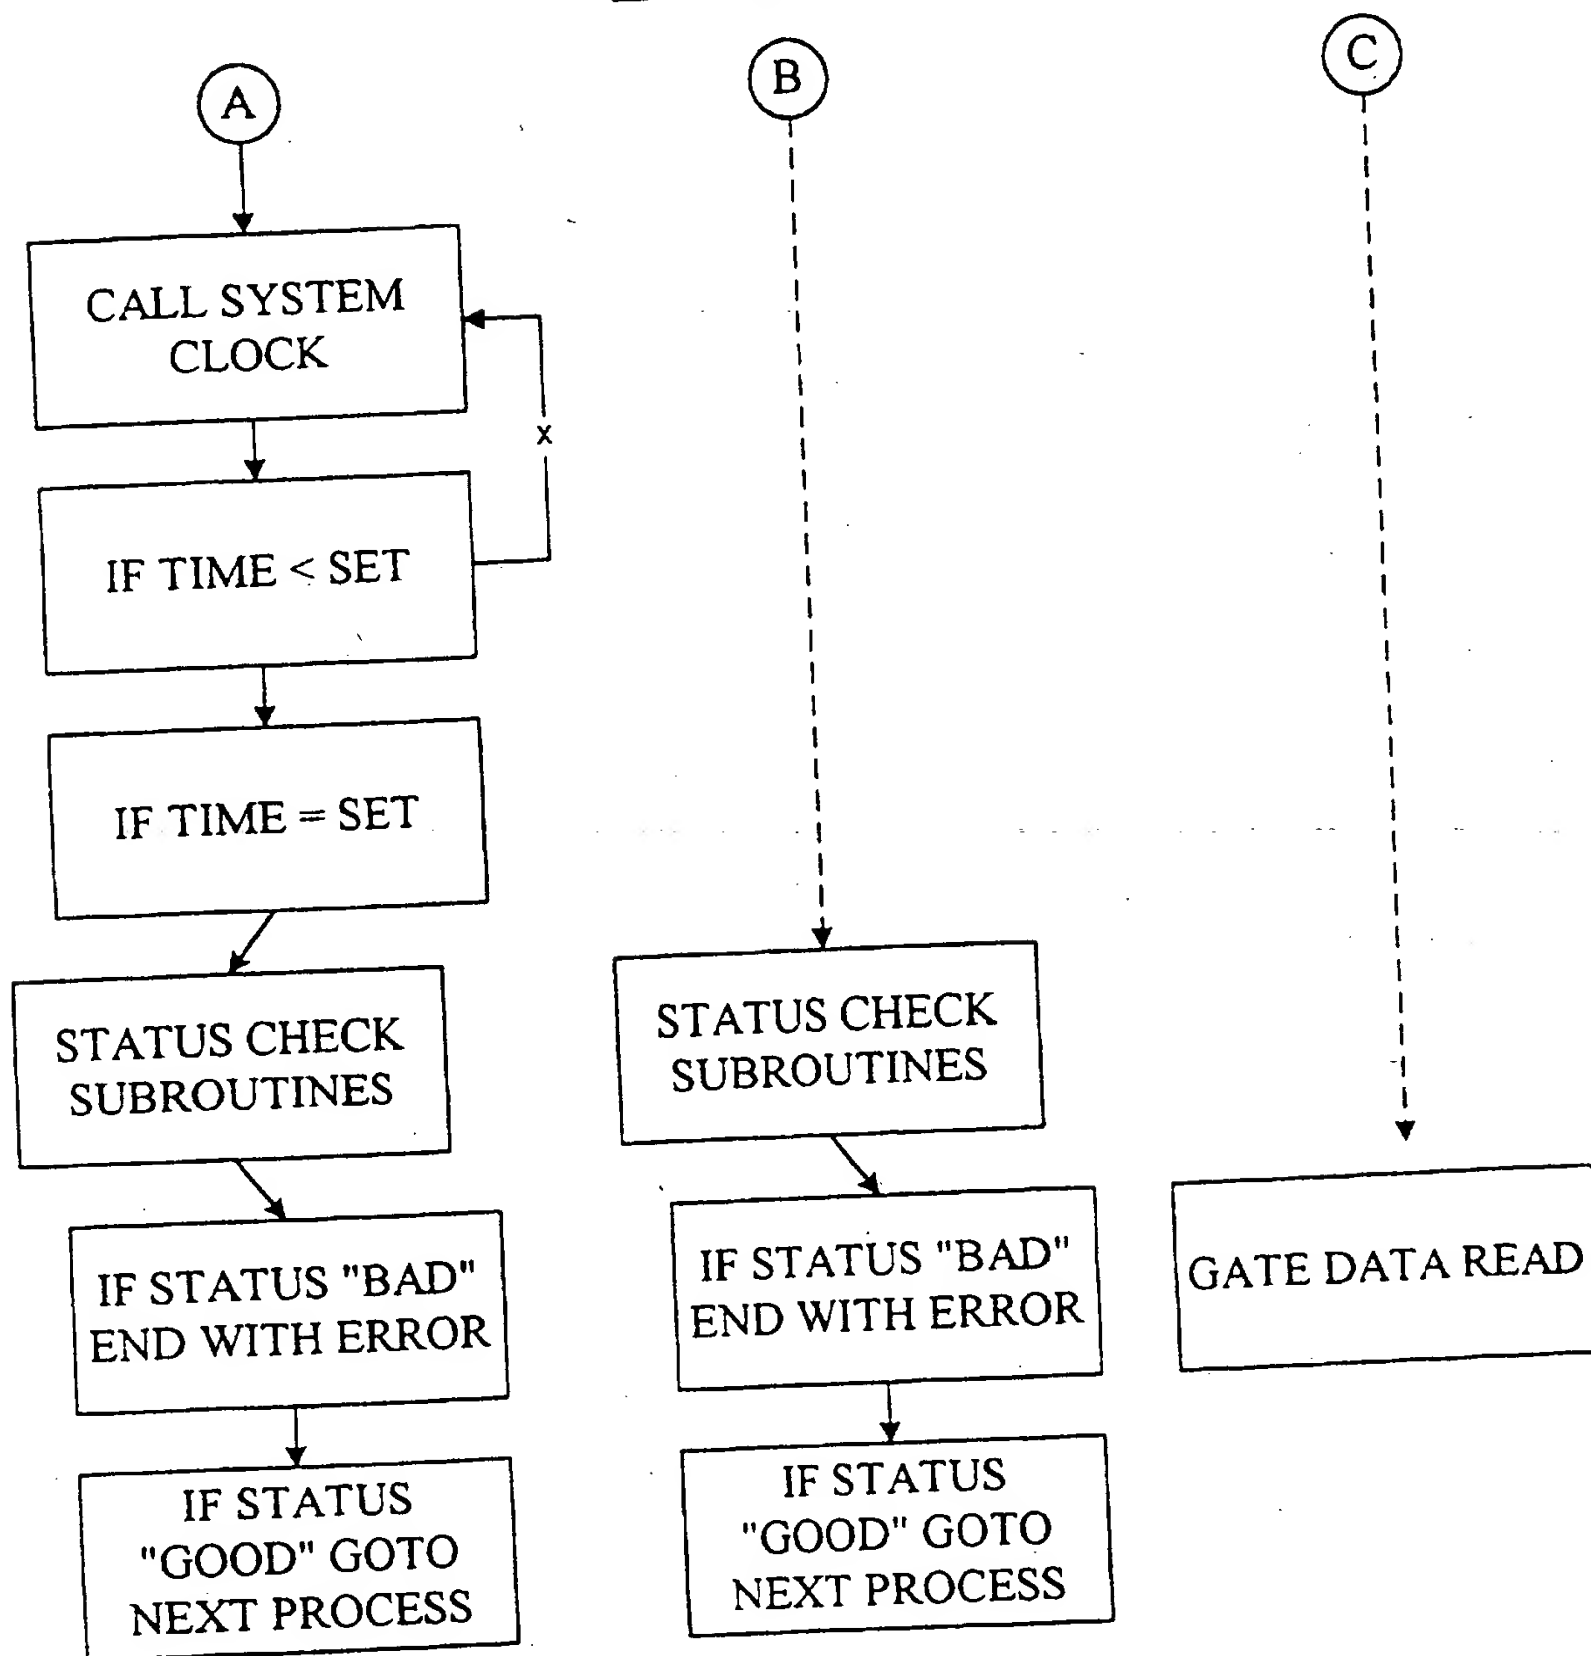 A
B
C
CALL SYSTEM
CLOCK
x
IF TIME < SET
IF TIME = SET
STATUS CHECK
SUBROUTINES
IF STATUS "BAD"
END WITH ERROR
IF STATUS
"GOOD" GOTO
NEXT PROCESS
STATUS CHECK
SUBROUTINES
IF STATUS "BAD"
END WITH ERROR
IF STATUS
"GOOD" GOTO
NEXT PROCESS
GATE DATA READ